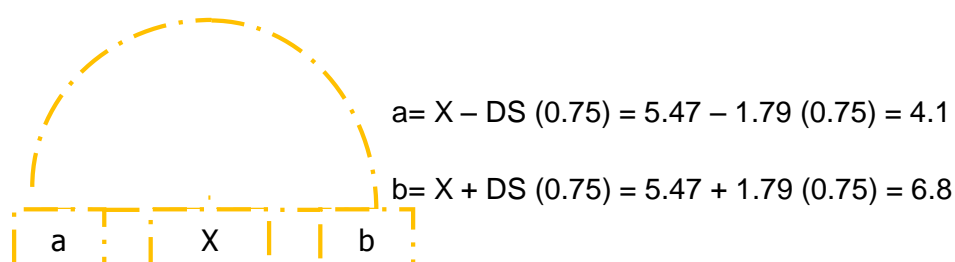 a= X – DS (0.75) = 5.47 – 1.79 (0.75) = 4.1
b= X + DS (0.75) = 5.47 + 1.79 (0.75) = 6.8
a X b